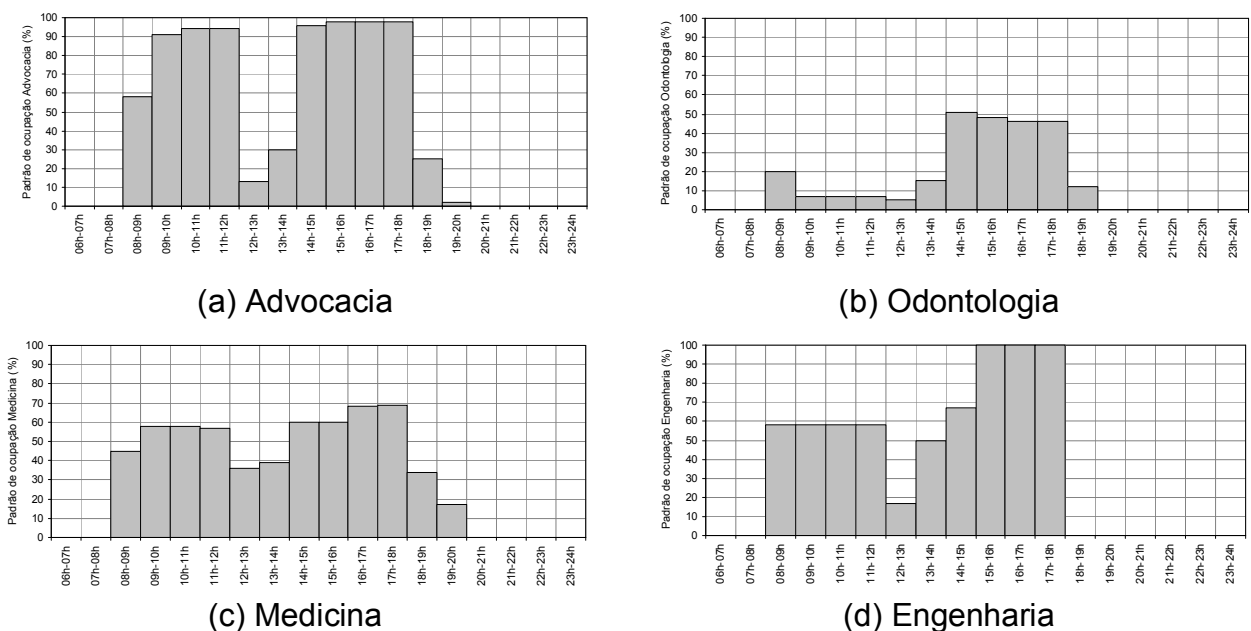 Padrão de ocupação Advocacia (%)
100
90
80
70
60
50
40
30
20
10
0
06h-07h
07h-08h
08h-09h
09h-10h
10h-11h
11h-12h
12h-13h
13h-14h
14h-15h
15h-16h
16h-17h
17h-18h
18h-19h
19h-20h
20h-21h
21h-22h
22h-23h
23h-24h
(a) Advocacia
Padrão de ocupação Odontologia (%)
100
90
80
70
60
50
40
30
20
10
0
06h-07h
07h-08h
08h-09h
09h-10h
10h-11h
11h-12h
12h-13h
13h-14h
14h-15h
15h-16h
16h-17h
17h-18h
18h-19h
19h-20h
20h-21h
21h-22h
22h-23h
23h-24h
(b) Odontologia
Padrão de ocupação Medicina (%)
100
90
80
70
60
50
40
30
20
10
0
06h-07h
07h-08h
08h-09h
09h-10h
10h-11h
11h-12h
12h-13h
13h-14h
14h-15h
15h-16h
16h-17h
17h-18h
18h-19h
19h-20h
20h-21h
21h-22h
22h-23h
23h-24h
(c) Medicina
Padrão de ocupação Engenharia (%)
100
90
80
70
60
50
40
30
20
10
0
06h-07h
07h-08h
08h-09h
09h-10h
10h-11h
11h-12h
12h-13h
13h-14h
14h-15h
15h-16h
16h-17h
17h-18h
18h-19h
19h-20h
20h-21h
21h-22h
22h-23h
23h-24h
(d) Engenharia